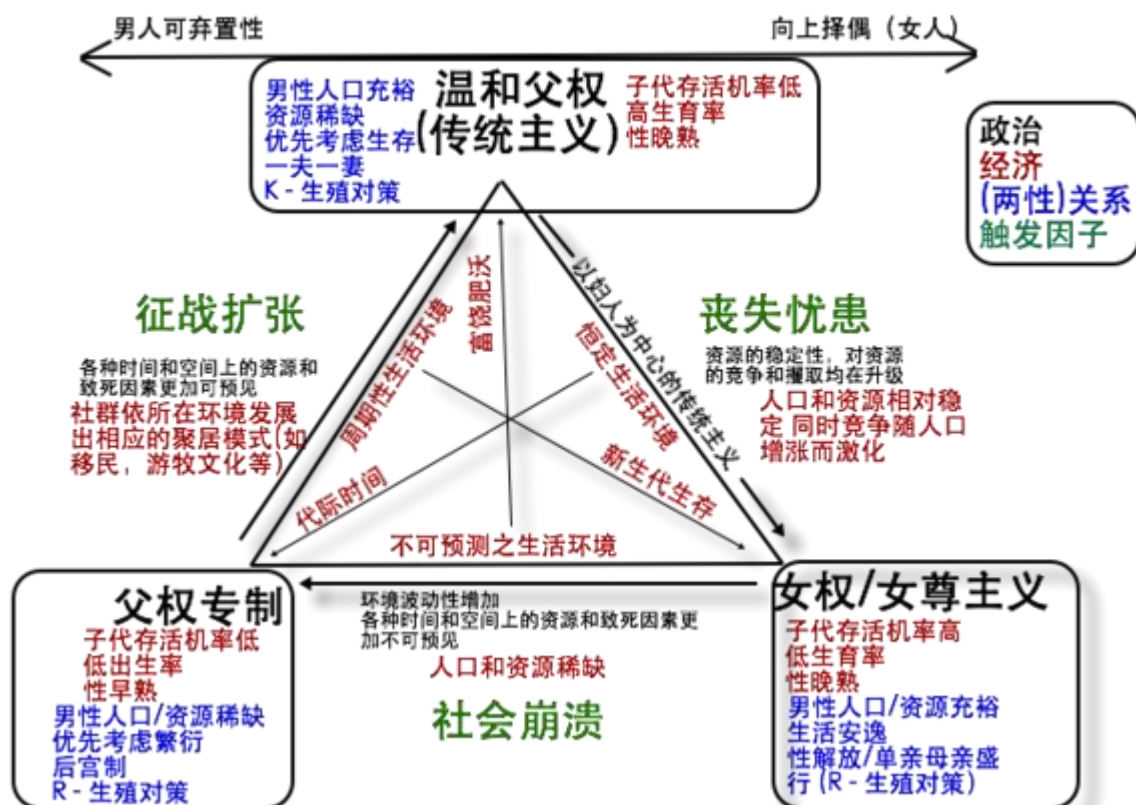 男人可弃置性
向上择偶（女人）
男性人口充裕
资源稀缺
优先考虑生存
一夫一妻
K - 生殖对策
温和父权
(传统主义)
子代存活机率低
高生育率
性晚熟
政治
经济
(两性)关系
触发因子
征战扩张
各种时间和空间上的资源和
致死因素更加可预见
社群依所在环境发展
出相应的聚居模式(如
移民，游牧文化等)
周期性生活环境
富饶肥沃
以妇人为中心的传统主义
恒定生活环境
丧失忧患
资源的稳定性，对资源
的竞争和攫取均在升级
人口和资源相对稳
定 同时竞争随人口
增涨而激化
代际时间
新生代生存
不可预测之生活环境
父权专制
子代存活机率低
低出生率
性早熟
男性人口/资源稀缺
优先考虑繁衍
后宫制
R - 生殖对策
环境波动性增加
各种时间和空间上的资源和致死因素更
加不可预见
人口和资源稀缺
社会崩溃
女权/女尊主义
子代存活机率高
低生育率
性晚熟
男性人口/资源充裕
生活安逸
性解放/单亲母亲盛
行 (R - 生殖对策)